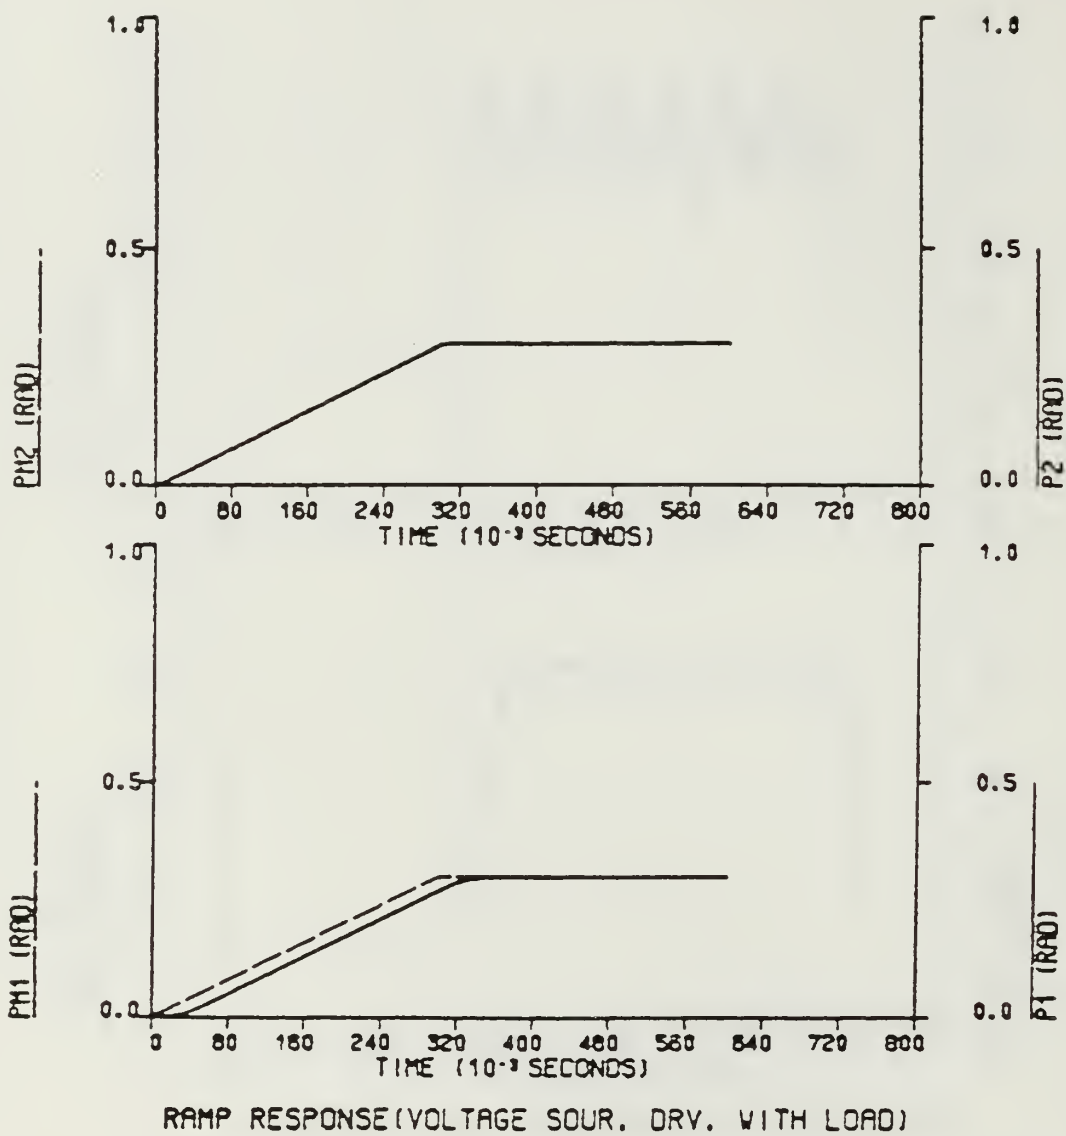 1.0
1.0
0.5
0.5
PM2 (RAD)
P2 (RAD)
0.0
0.0
0 80 160 240 320 400 480 560 640 720 800
TIME (10⁻³ SECONDS)
1.0
1.0
0.5
0.5
PM1 (RAD)
P1 (RAD)
0.0
0.0
0 80 160 240 320 400 480 560 640 720 800
TIME (10⁻³ SECONDS)
RAMP RESPONSE(VOLTAGE SOUR. DRV. WITH LOAD)